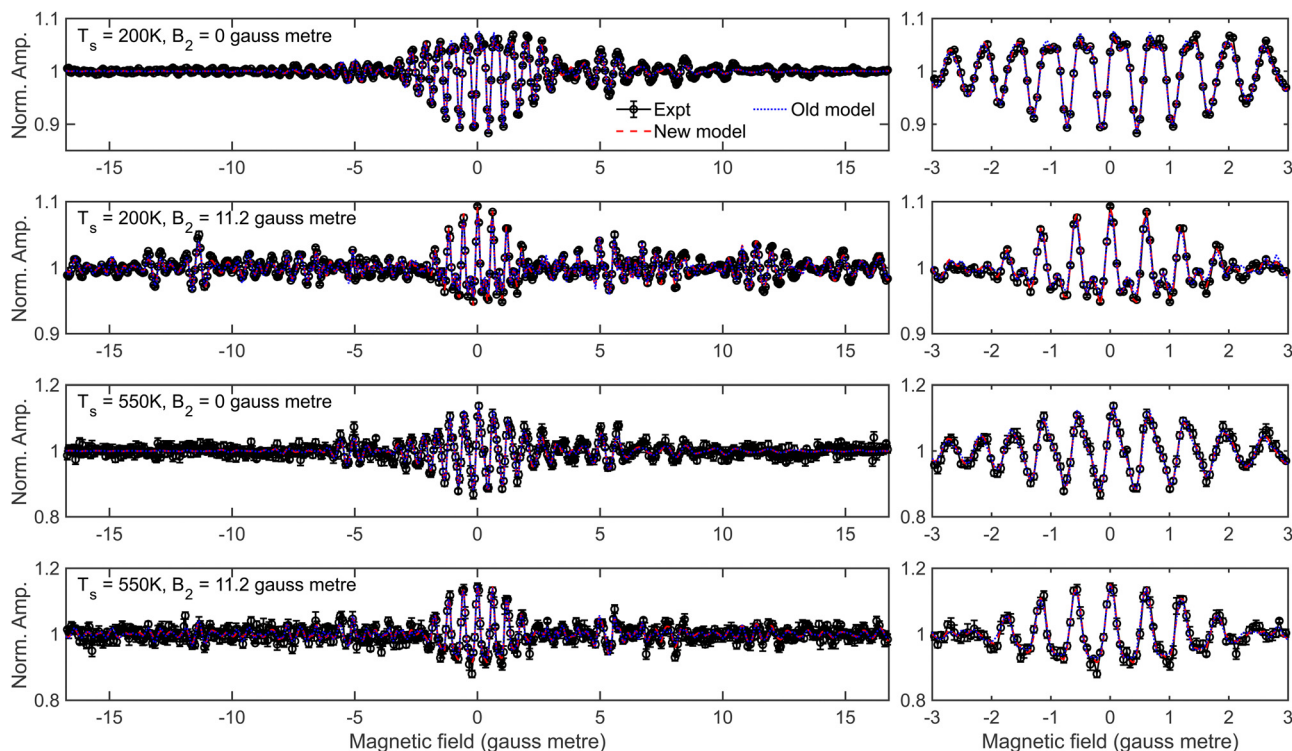 T_s = 200K, B_2 = 0 gauss metre
Norm. Amp.
1.1
1
0.9
Expt
Old model
New model
-15 -10 -5 0 5 10 15
1.1
1
0.9
-3 -2 -1 0 1 2 3
T_s = 200K, B_2 = 11.2 gauss metre
Norm. Amp.
1.1
1
0.9
-15 -10 -5 0 5 10 15
1.1
1
0.9
-3 -2 -1 0 1 2 3
T_s = 550K, B_2 = 0 gauss metre
Norm. Amp.
1.2
1
0.8
-15 -10 -5 0 5 10 15
1.2
1
0.8
-3 -2 -1 0 1 2 3
T_s = 550K, B_2 = 11.2 gauss metre
Norm. Amp.
1.2
1
0.8
-15 -10 -5 0 5 10 15
Magnetic field (gauss metre)
1.2
1
0.8
-3 -2 -1 0 1 2 3
Magnetic field (gauss metre)